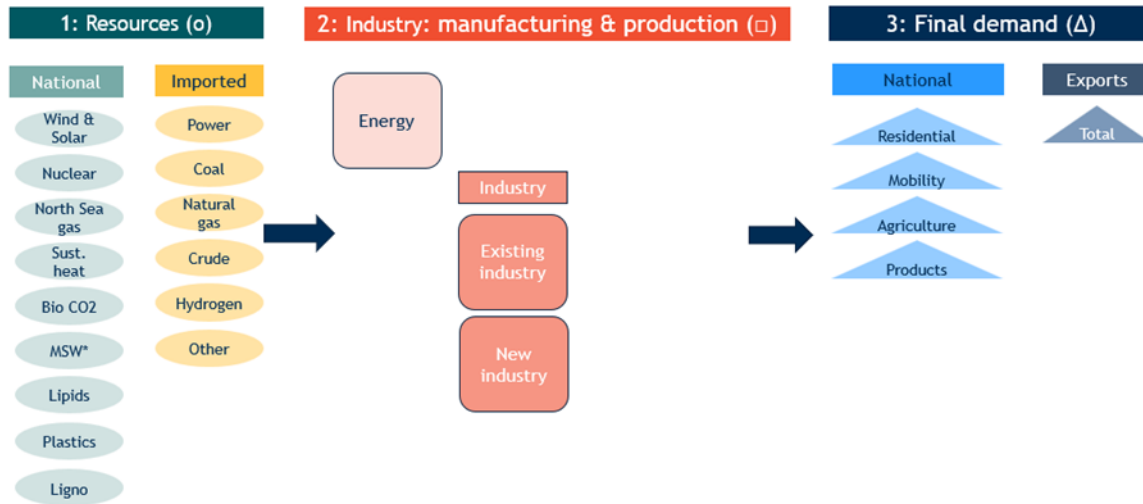 1: Resources (o)
National
Wind &
Solar
Nuclear
North Sea
gas
Sust.
heat
Bio CO2
MSW*
Lipids
Plastics
Ligno
Imported
Power
Coal
Natural
gas
Crude
Hydrogen
Other
2: Industry: manufacturing & production (□)
Energy
Industry
Existing
industry
New
industry
3: Final demand (Δ)
National
Residential
Mobility
Agriculture
Products
Exports
Total